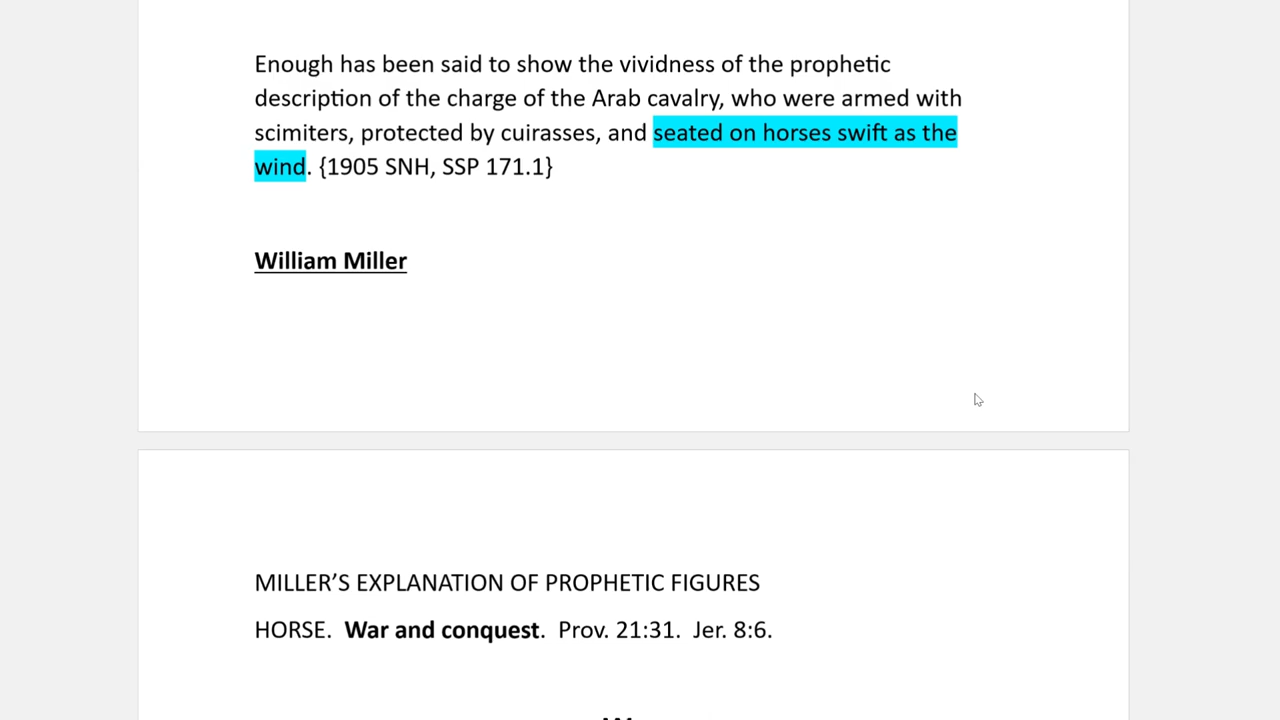 Enough has been said to show the vividness of the prophetic
description of the charge of the Arab cavalry, who were armed with
scimiters, protected by cuirasses, and seated on horses swift as the
wind. {1905 SNH, SSP 171.1}
William Miller
MILLER’S EXPLANATION OF PROPHETIC FIGURES
HORSE.  War and conquest.  Prov. 21:31.  Jer. 8:6.